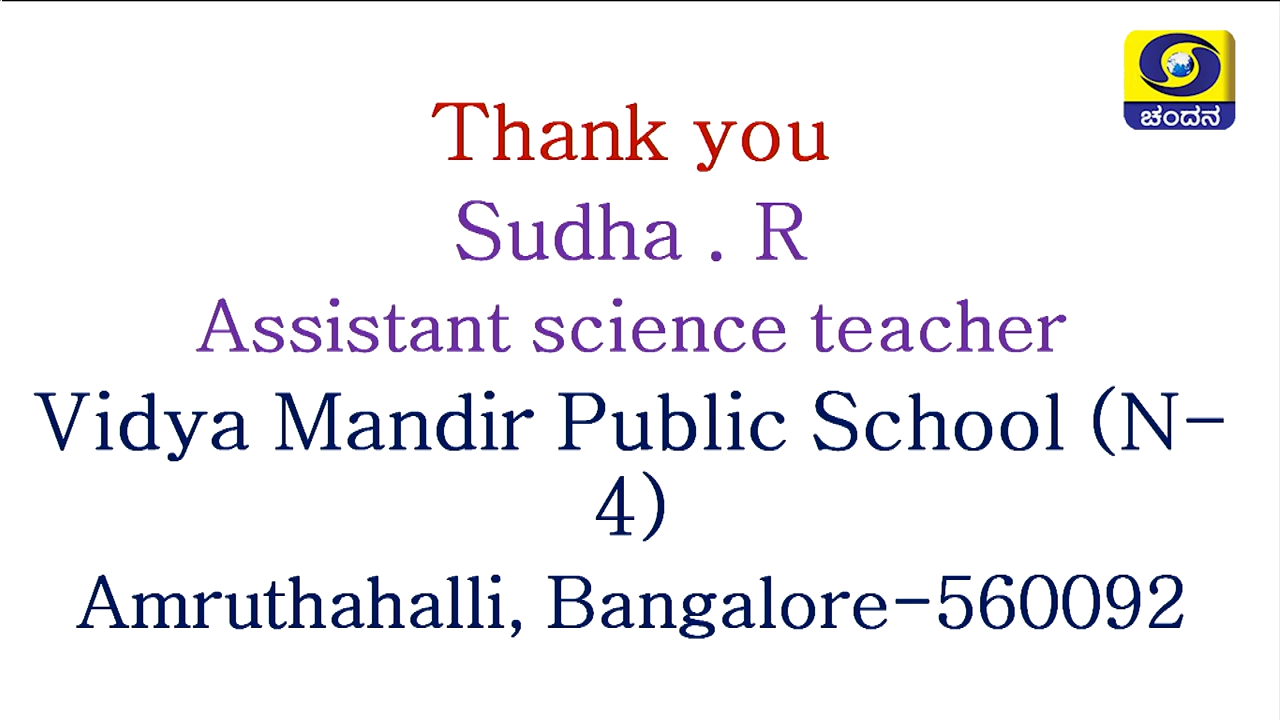 ಚಂದನ
Thank you
Sudha . R
Assistant science teacher
Vidya Mandir Public School (N-
4)
Amruthahalli, Bangalore-560092